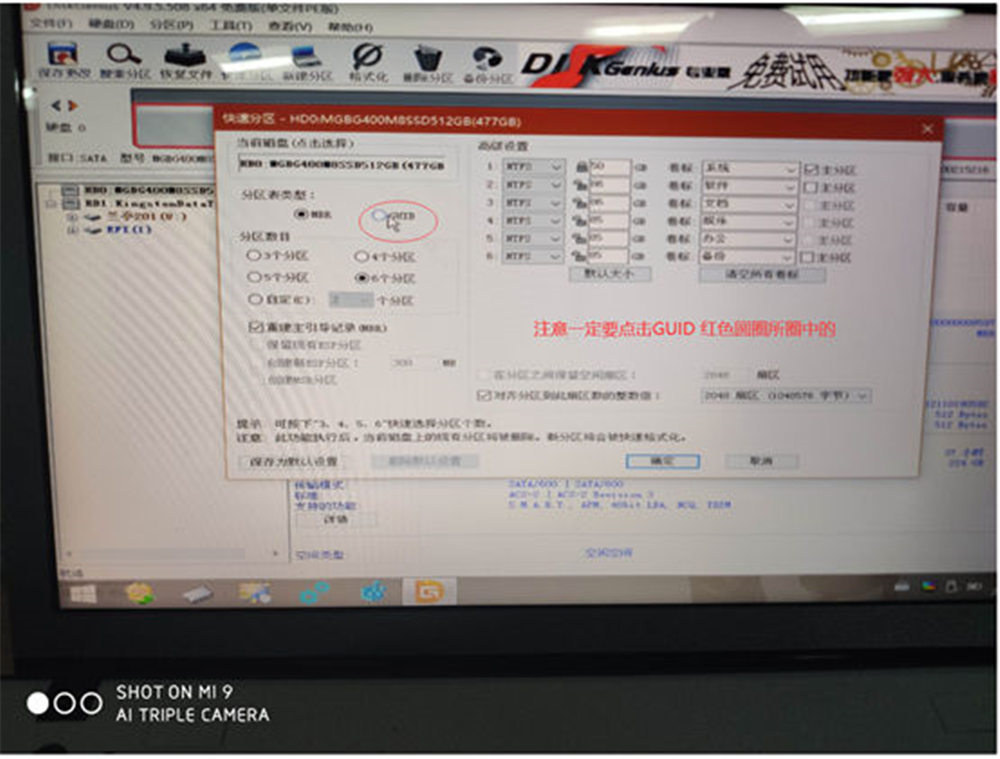 DiskGenius V4.9.5.508 x64 免费版(单文件PE版)
文件(F) 硬盘(D) 分区(P) 工具(T) 查看(V) 帮助(H)
保存更改 搜索分区 恢复文件 快速分区 新建分区 格式化 删除分区 备份分区
DISKGenius 专业版 免费试用
硬盘 0
接口:SATA 型号:MGBG400M8SSD5
快速分区 - HD0:MGBG400M8SSD512GB(477GB)
当前磁盘(点击选择)
HD0:MGBG400M8SSD512GB(477GB
分区表类型:
MBR GUID
分区数目
3个分区 4个分区
5个分区 6个分区
自定(C): 个分区
重建主引导记录(MBR)
保留现有ESP分区
创建新ESP分区: 300 MB
创建MSR分区
高级设置
1: NTFS 50 GB 卷标: 系统 主分区
2: NTFS 85 GB 卷标: 软件 主分区
3: NTFS 85 GB 卷标: 文档 主分区
4: NTFS 85 GB 卷标: 娱乐 主分区
5: NTFS 85 GB 卷标: 办公 主分区
6: NTFS 85 GB 卷标: 备份 主分区
默认大小 清空所有卷标
注意一定要点击GUID 红色圆圈所圈中的
在分区之间保留空闲扇区: 2048 扇区
对齐分区到此扇区数的整数倍: 2048 扇区 (1048576 字节)
提示: 可按下"3、4、5、6"快速选择分区个数。
注意: 此功能执行后,当前磁盘上的现有分区将被删除。新分区将会被快速格式化。
保存为默认设置 删除默认设置 确定 取消
HD0:MGBG400M8SSD5
HD1:KingstonDataT
兰亭201(V:)
EFI(1)
容量
512 Bytes
512 Bytes
传输模式: SATA/600 | SATA/600
标准: ACS-2 | ACS-2 Revision 3
支持的功能: S.M.A.R.T., APM, 48bit LBA, NCQ, TRIM
详情
空间类型 空闲空间
就绪
SHOT ON MI 9
AI TRIPLE CAMERA